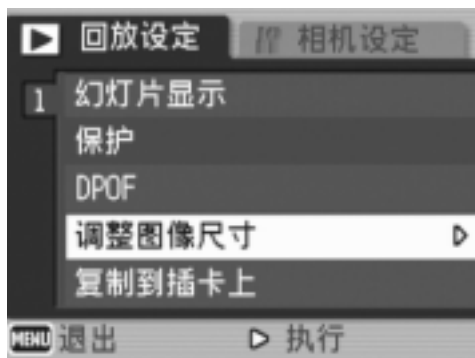 回放设定 相机设定
1 幻灯片显示
保护
DPOF
调整图像尺寸
复制到插卡上
MENU 退出 执行